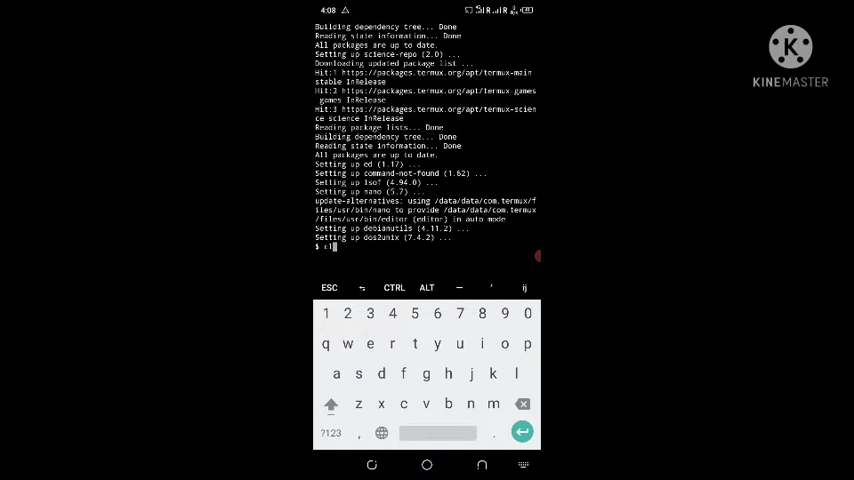 4:08
K
KINEMASTER
Building dependency tree... Done
Reading state information... Done
All packages are up to date.
Setting up science-repo (2.0) ...
Downloading updated package list ...
Hit:1 https://packages.termux.org/apt/termux-main
stable InRelease
Hit:2 https://packages.termux.org/apt/termux-games
games InRelease
Hit:3 https://packages.termux.org/apt/termux-scien
ce science InRelease
Reading package lists... Done
Building dependency tree... Done
Reading state information... Done
All packages are up to date.
Setting up ed (1.17) ...
Setting up command-not-found (1.62) ...
Setting up lsof (4.94.0) ...
Setting up nano (5.7) ...
update-alternatives: using /data/data/com.termux/f
iles/usr/bin/nano to provide /data/data/com.termux
/files/usr/bin/editor (editor) in auto mode
Setting up debianutils (4.11.2) ...
Setting up dos2unix (7.4.2) ...
$ cl
ESC CTRL ALT — ij
1 2 3 4 5 6 7 8 9 0
q w e r t y u i o p
a s d f g h j k l
z x c v b n m
?123 , .